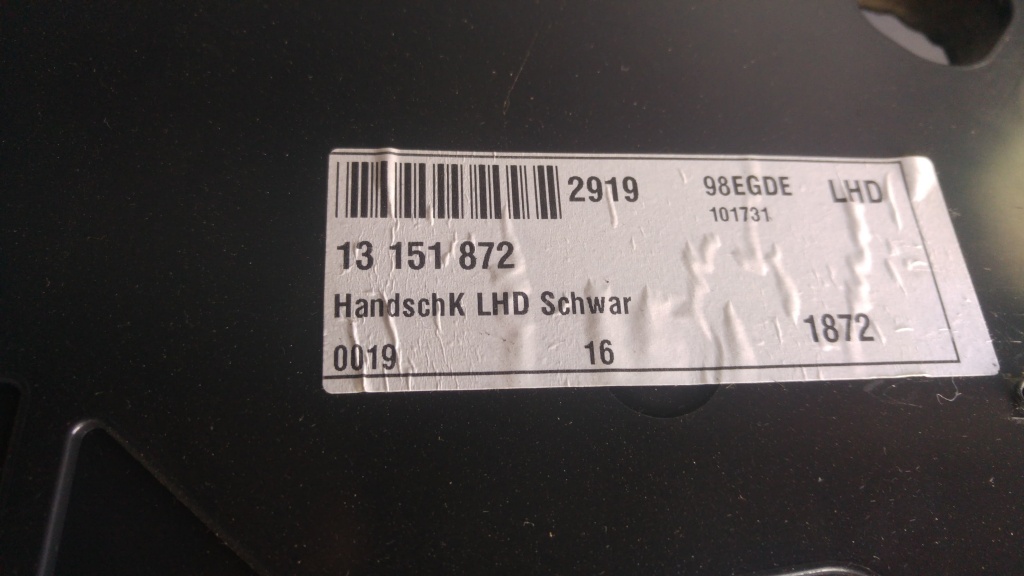 2919 98EGDE LHD
101731
13 151 872
HandschK LHD Schwar
1872
0019 16